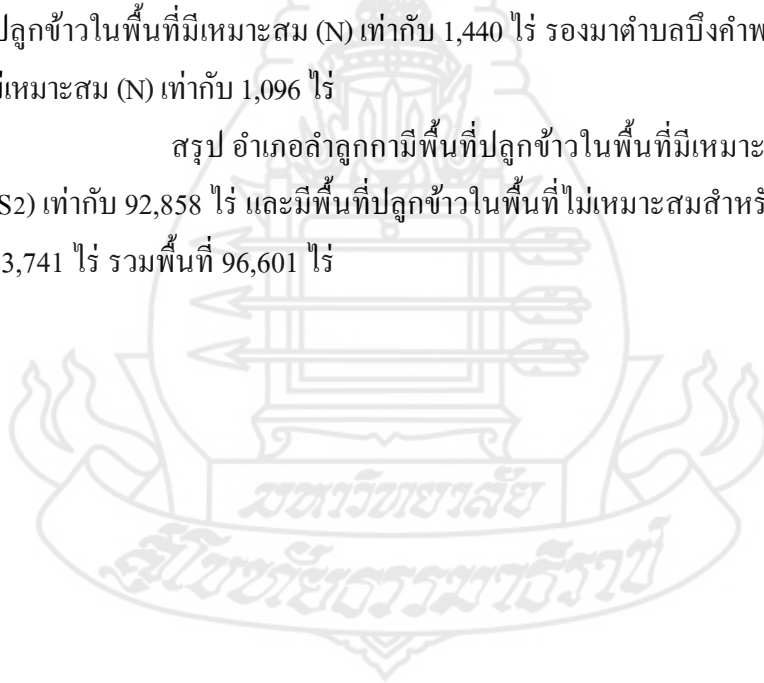 ปลูกข้าวในพื้นที่มีเหมาะสม (N) เท่ากับ 1,440 ไร่ รองมาตำบลบึงคำพ
เหมาะสม (N) เท่ากับ 1,096 ไร่
สรุป อำเภอลำลูกกามีพื้นที่ปลูกข้าวในพื้นที่มีเหมาะ
S2) เท่ากับ 92,858 ไร่ และมีพื้นที่ปลูกข้าวในพื้นที่ไม่เหมาะสมสำหรั
3,741 ไร่ รวมพื้นที่ 96,601 ไร่
มหาวิทยาลัย
สุโขทัยธรรมาธิราช